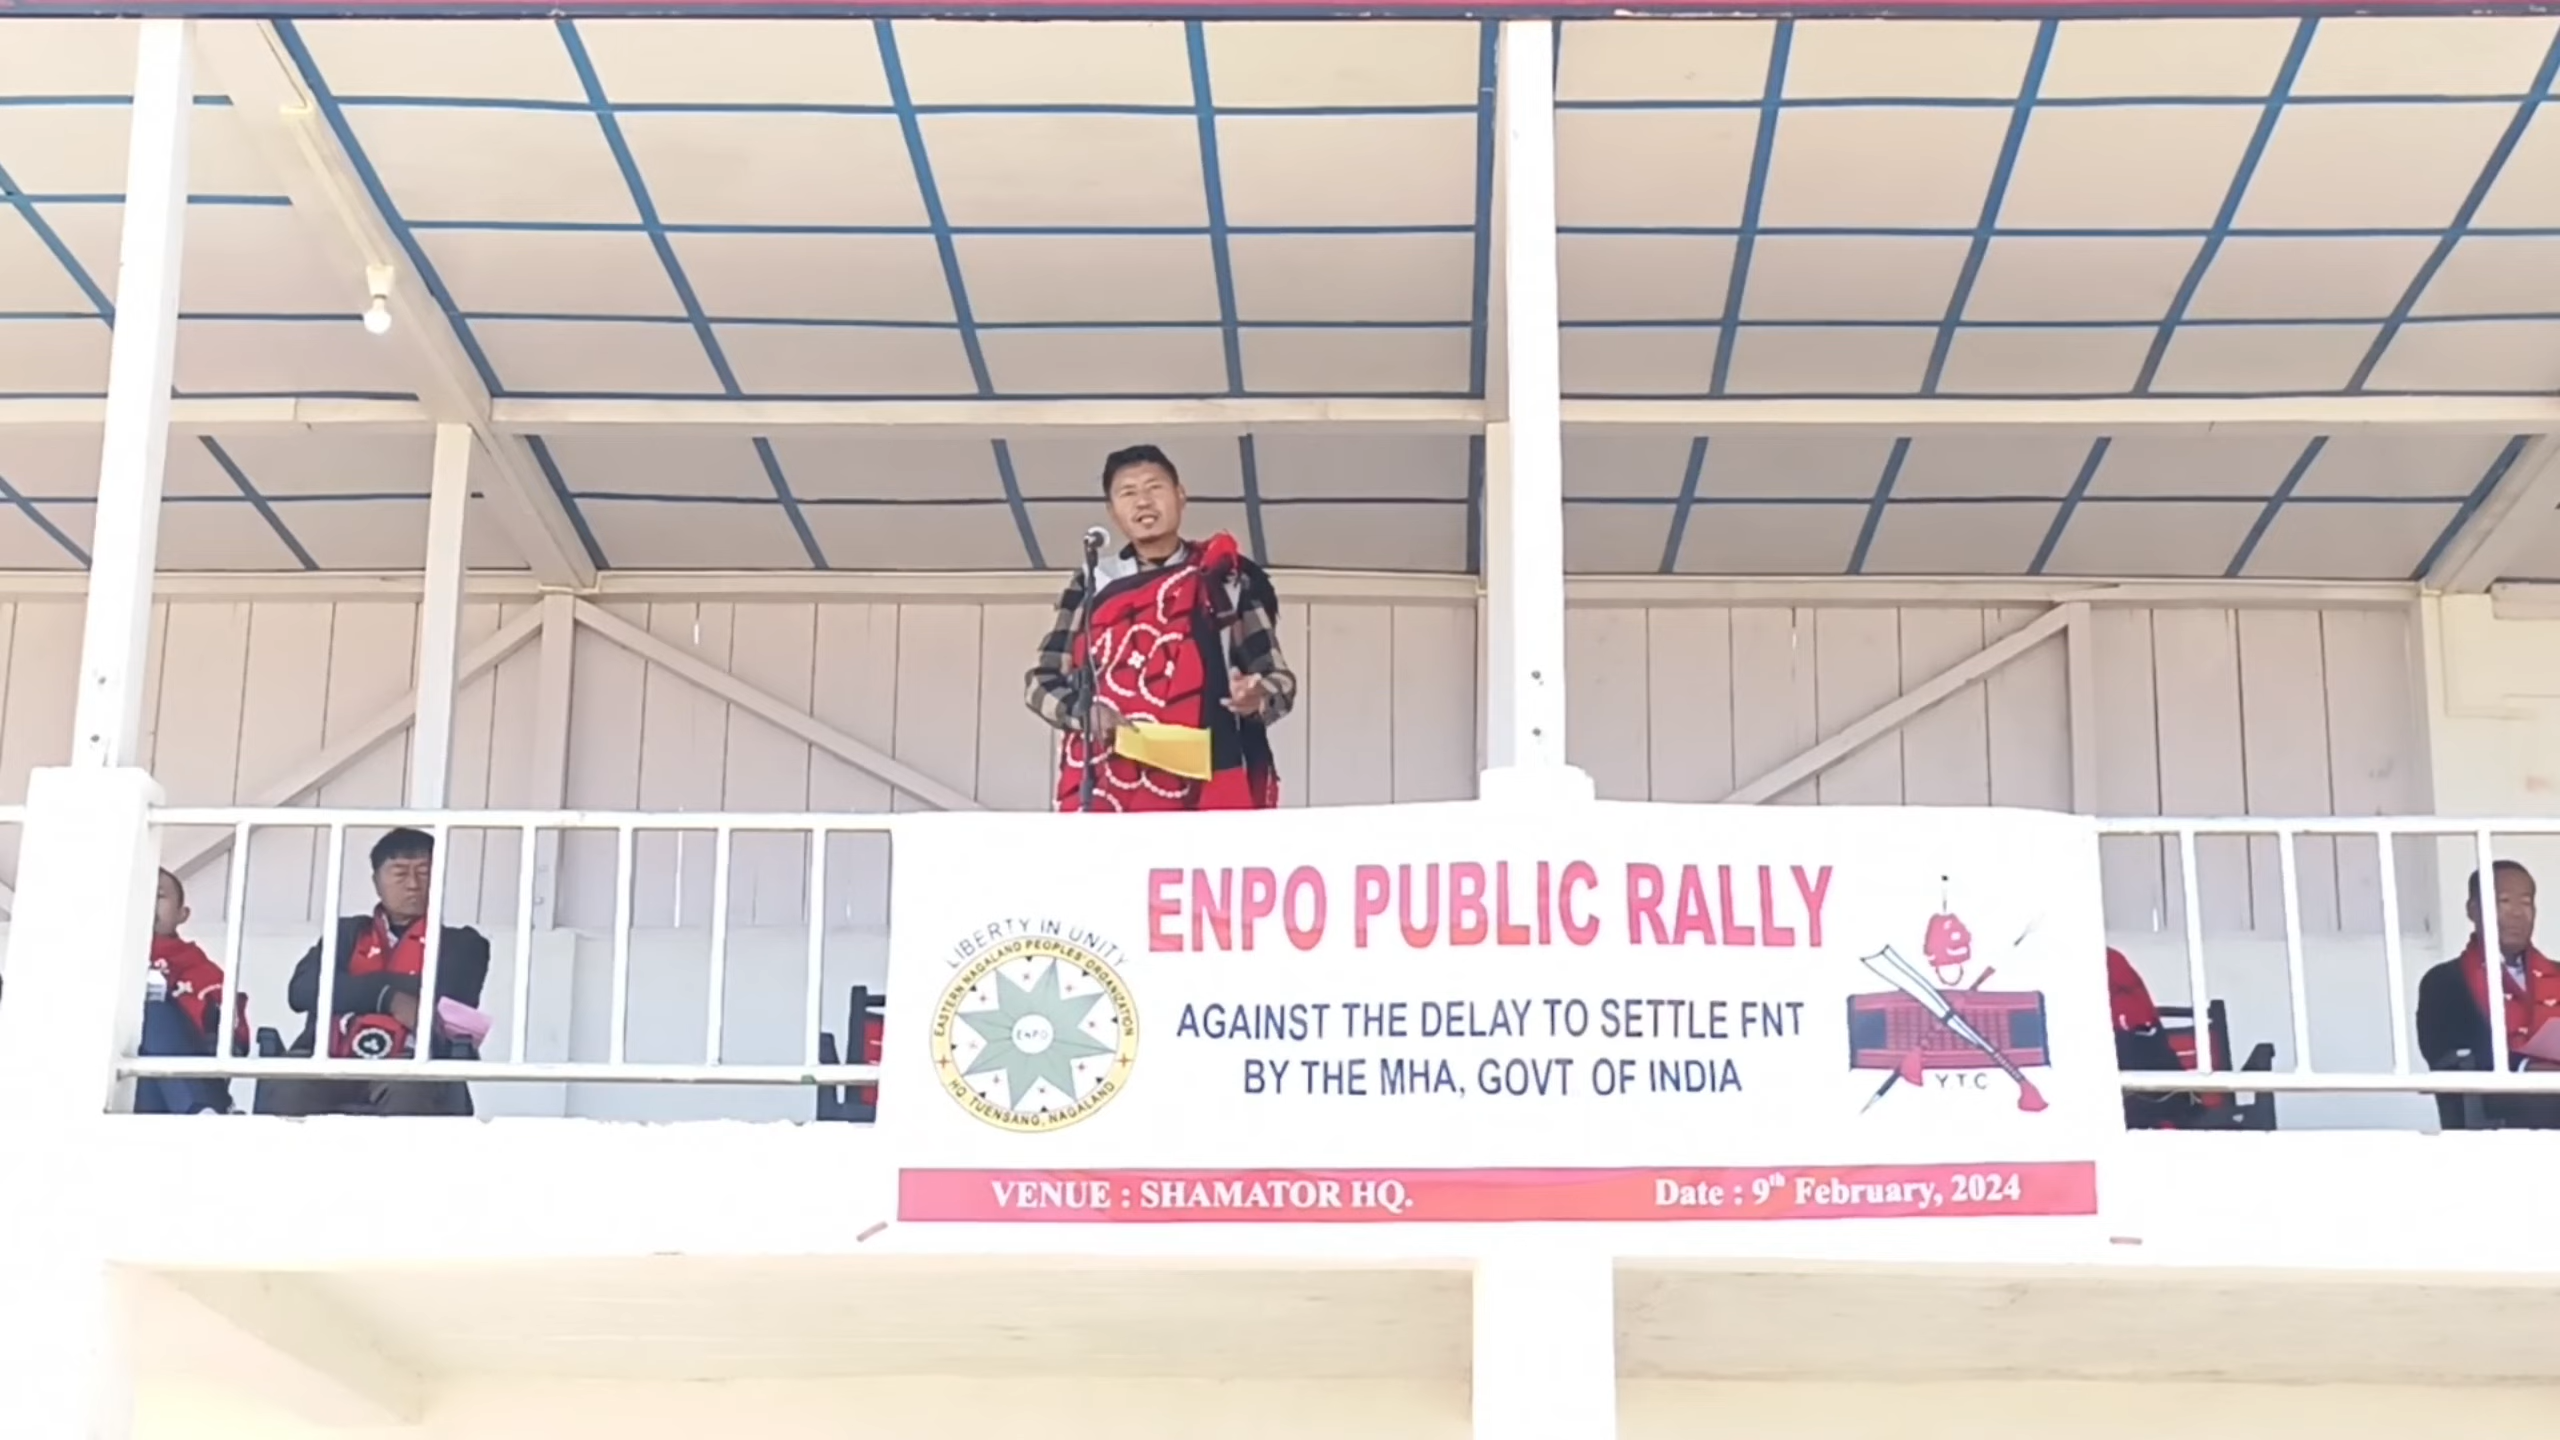 ENPO PUBLIC RALLY
LIBERTY IN UNITY
EASTERN NAGALAND PEOPLES' ORGANIZATION
ENPO
HQ. TUENSANG, NAGALAND
AGAINST THE DELAY TO SETTLE FNT
BY THE MHA, GOVT OF INDIA
Y.T.C
VENUE : SHAMATOR HQ.
Date : 9th February, 2024